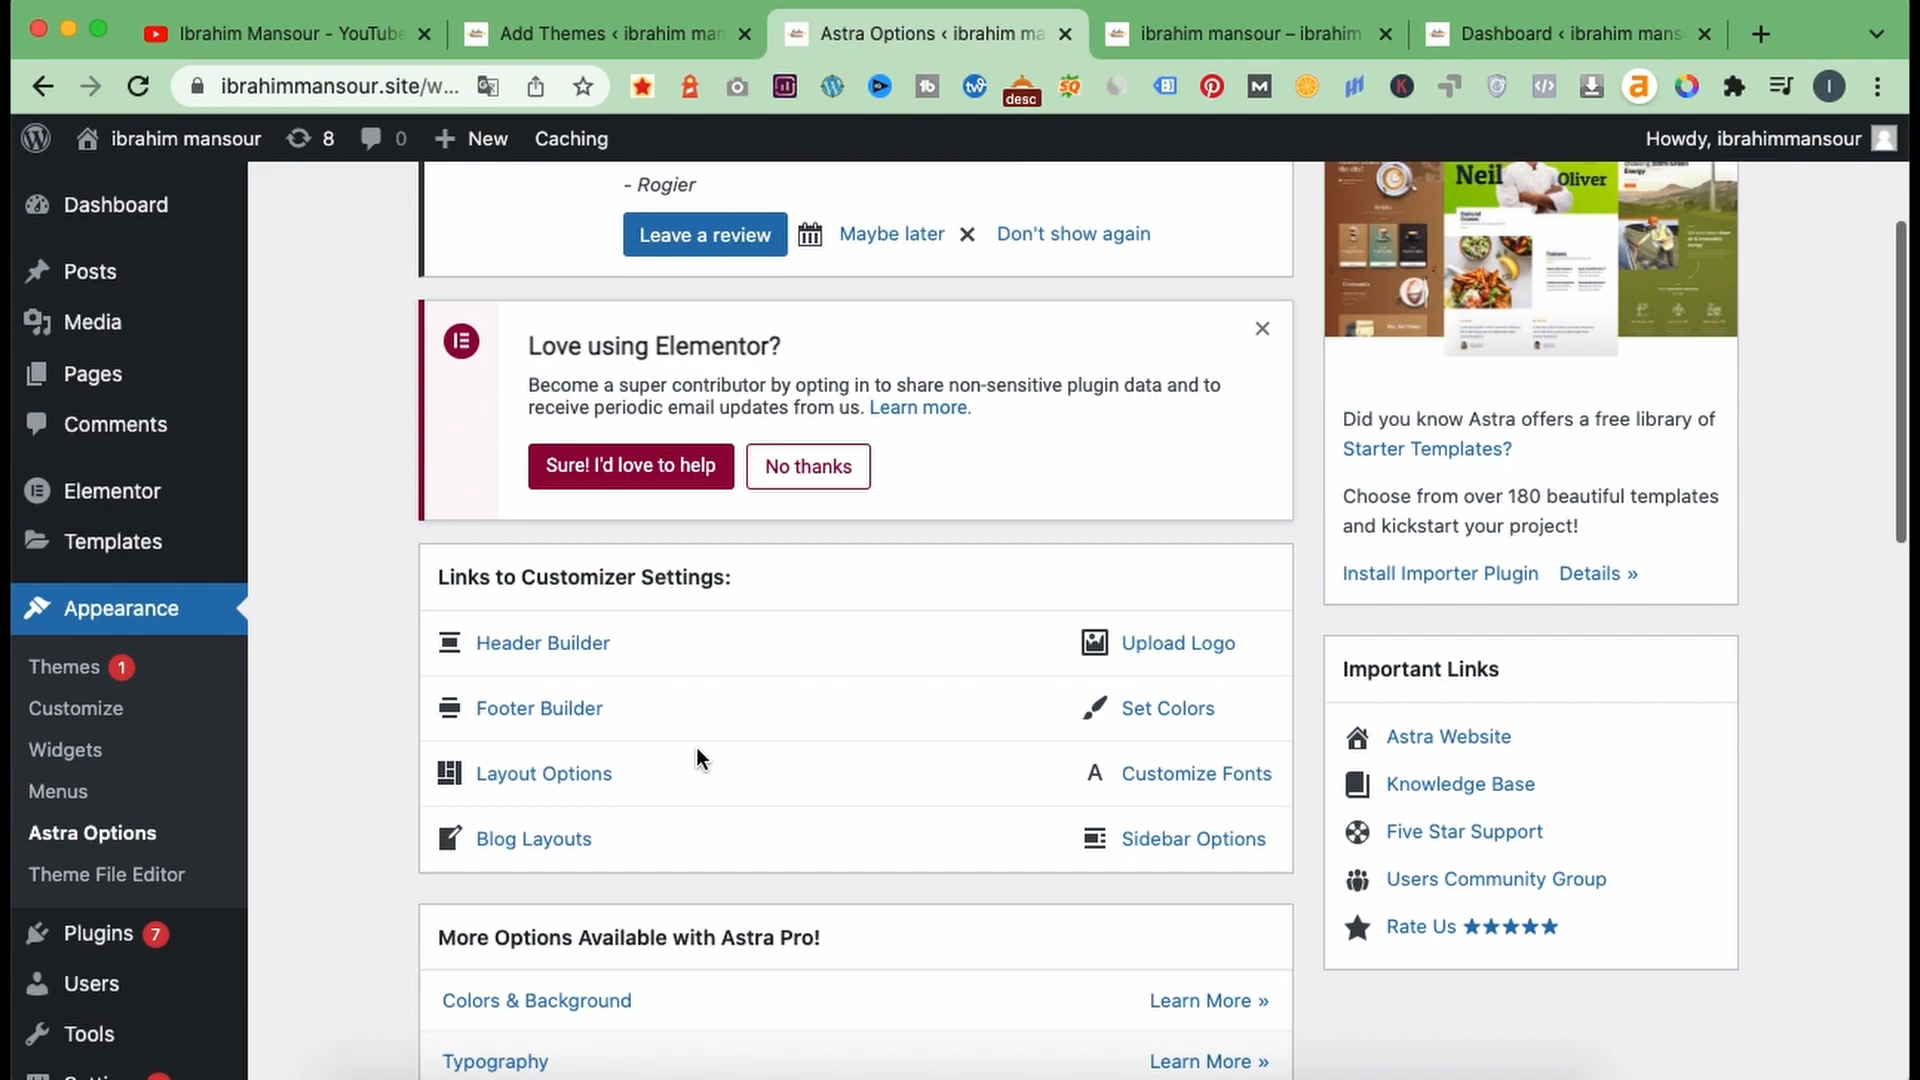 Ibrahim Mansour - YouTube
Add Themes ‹ ibrahim man
Astra Options ‹ ibrahim ma
ibrahim mansour – ibrahim
Dashboard ‹ ibrahim mans
ibrahimmansour.site/w...
desc
ibrahim mansour
8
0
New
Caching
Howdy, ibrahimmansour
Dashboard
Posts
Media
Pages
Comments
Elementor
Templates
Appearance
Themes 1
Customize
Widgets
Menus
Astra Options
Theme File Editor
Plugins 7
Users
Tools
- Rogier
Leave a review
Maybe later
Don't show again
Love using Elementor?
Become a super contributor by opting in to share non-sensitive plugin data and to
receive periodic email updates from us. Learn more.
Sure! I'd love to help
No thanks
Links to Customizer Settings:
Header Builder
Upload Logo
Footer Builder
Set Colors
Layout Options
Customize Fonts
Blog Layouts
Sidebar Options
More Options Available with Astra Pro!
Colors & Background
Learn More »
Typography
Learn More »
Neil
Oliver
Did you know Astra offers a free library of
Starter Templates?
Choose from over 180 beautiful templates
and kickstart your project!
Install Importer Plugin
Details »
Important Links
Astra Website
Knowledge Base
Five Star Support
Users Community Group
Rate Us ★★★★★